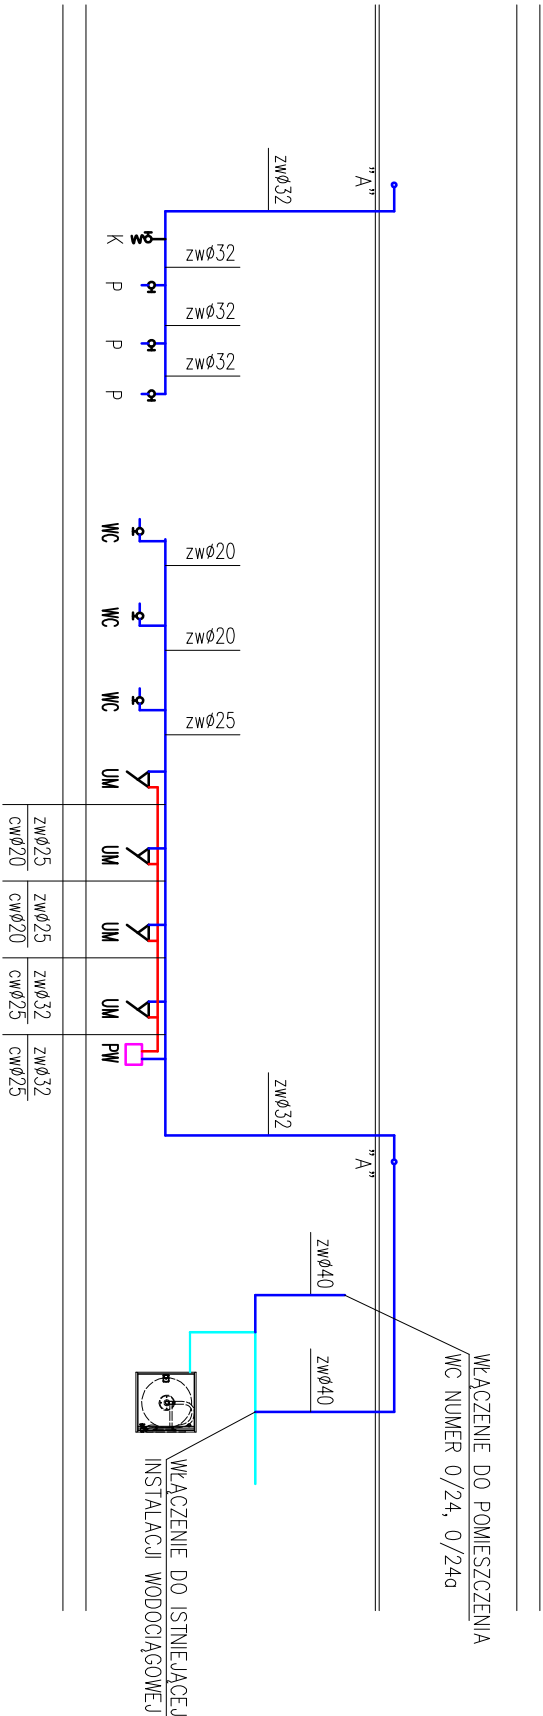 "A"
zwø32
K
zwø32
P
zwø32
P
zwø32
P
WC
zwø20
WC
zwø20
WC
zwø25
UM
zwø25
cwø20
UM
zwø25
cwø20
UM
zwø32
cwø25
UM
zwø32
cwø25
PW
zwø32
"A"
zwø40
zwø40
WŁĄCZENIE DO POMIESZCZENIA
WC NUMER 0/24, 0/24a
WŁĄCZENIE DO ISTNIEJĄCEJ
INSTALACJI WODOCIĄGOWEJ